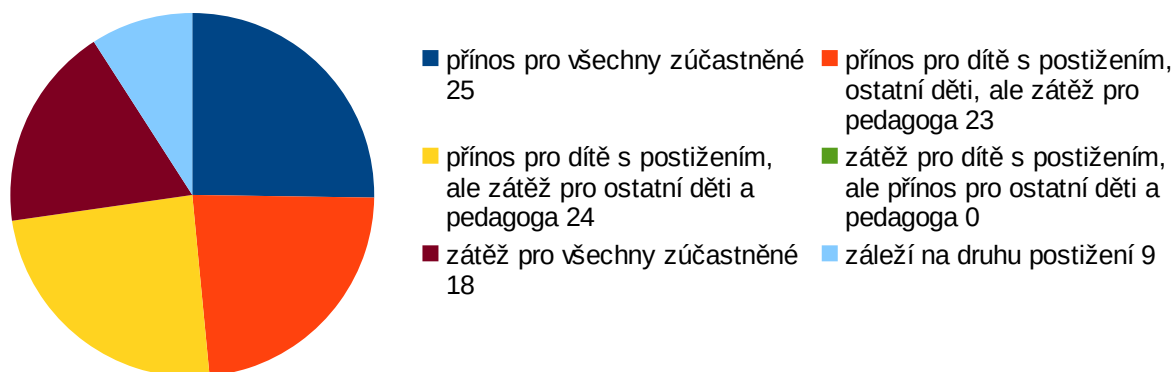 přínos pro všechny zúčastněné
25
přínos pro dítě s postižením,
ostatní děti, ale zátěž pro
pedagoga 23
přínos pro dítě s postižením,
ale zátěž pro ostatní děti a
pedagoga 24
zátěž pro dítě s postižením,
ale přínos pro ostatní děti a
pedagoga 0
zátěž pro všechny zúčastněné
18
záleží na druhu postižení 9